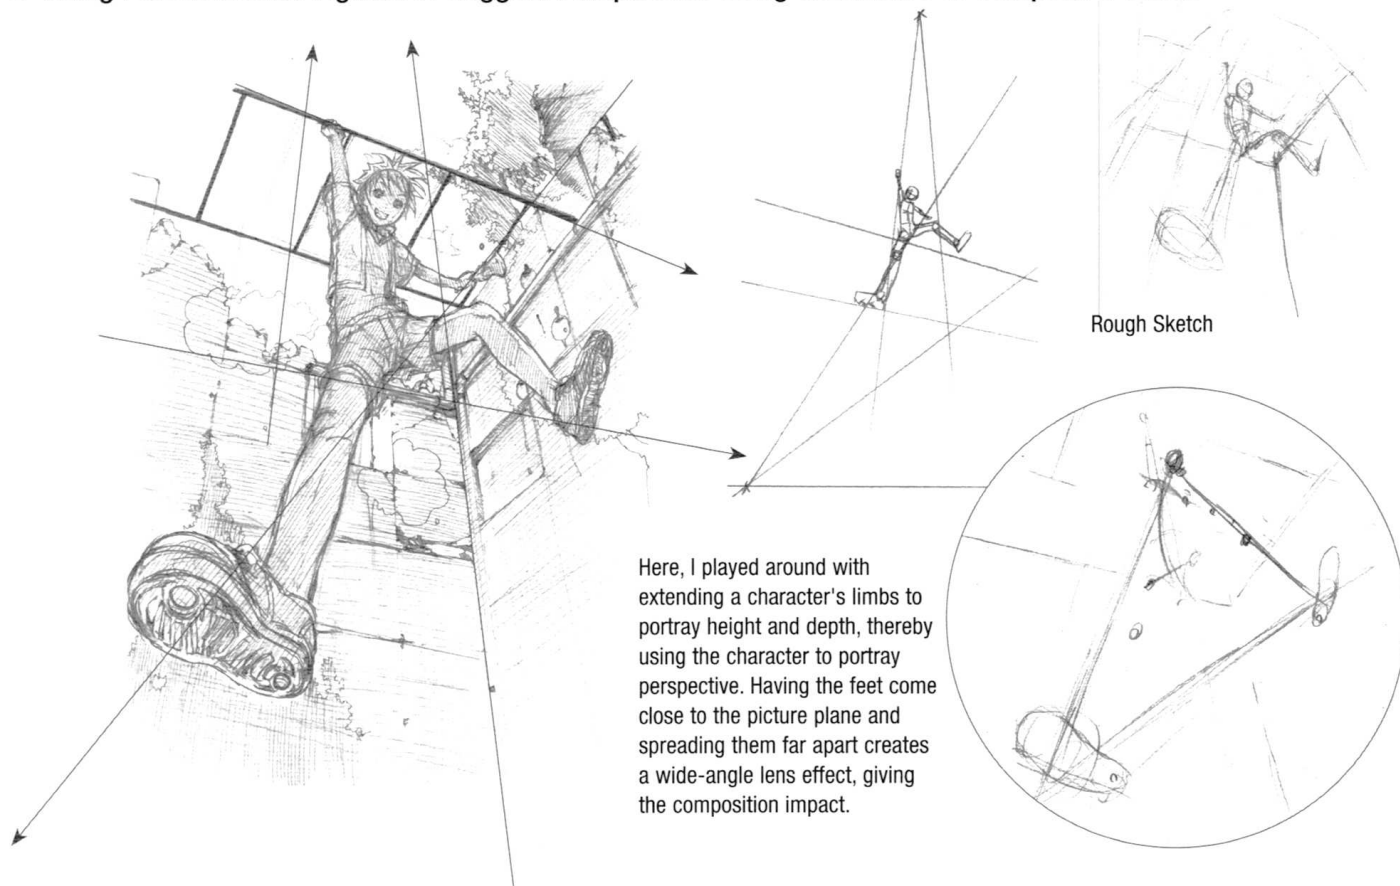 Rough Sketch
Here, I played around with
extending a character's limbs to
portray height and depth, thereby
using the character to portray
perspective. Having the feet come
close to the picture plane and
spreading them far apart creates
a wide-angle lens effect, giving
the composition impact.